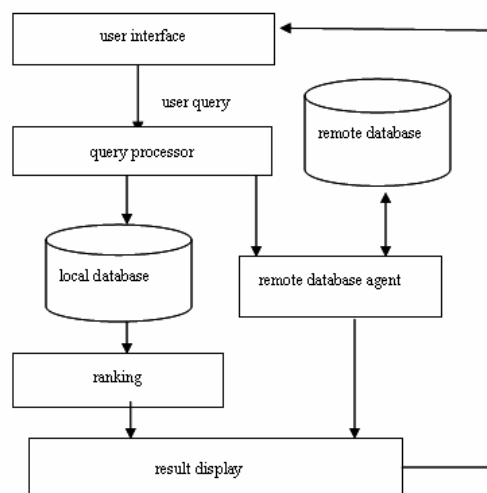 user interface
user query
query processor
remote database
local database
remote database agent
ranking
result display